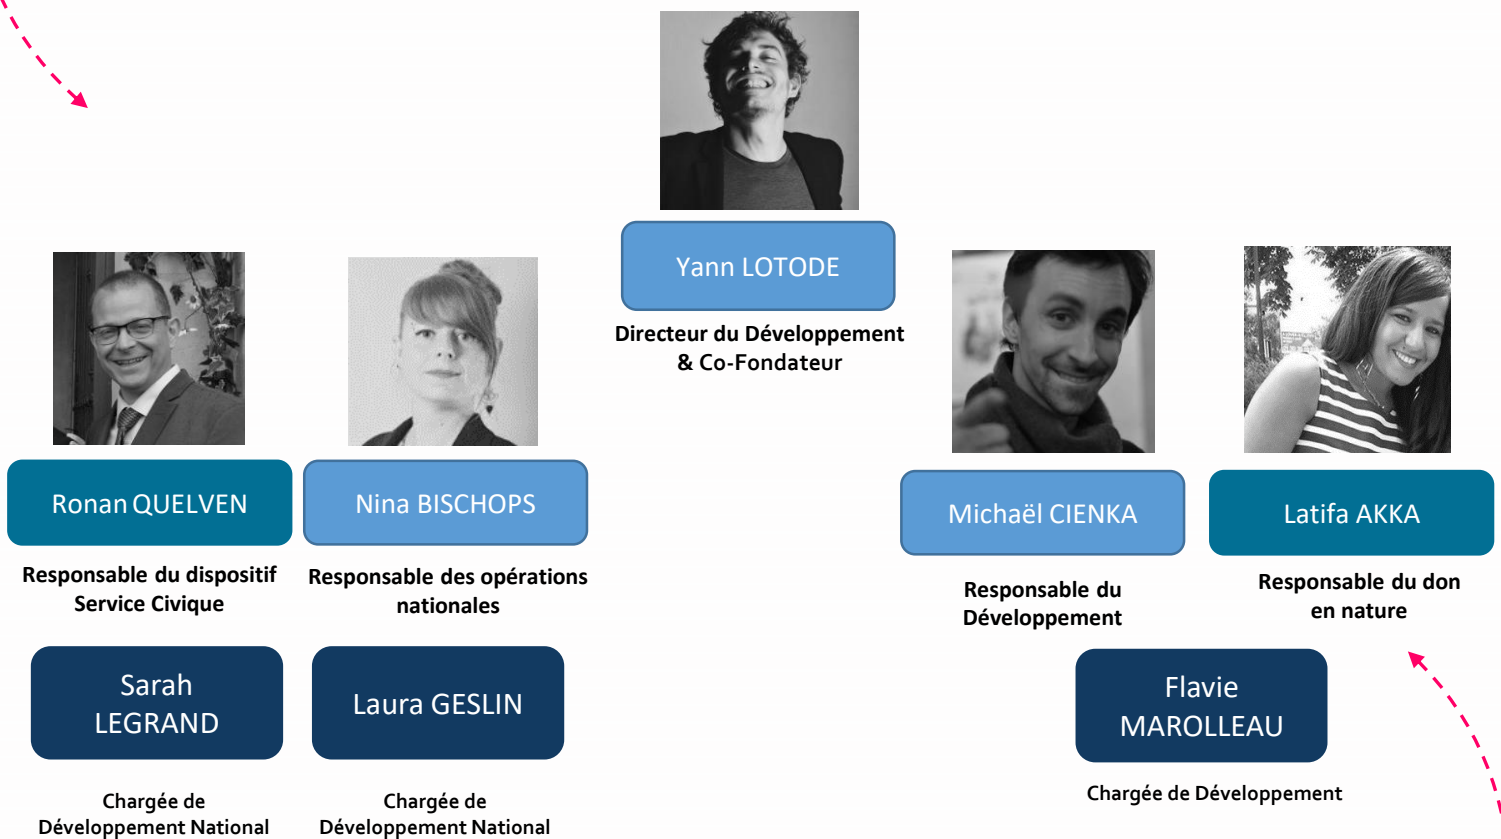 Yann LOTODE
Directeur du Développement
& Co-Fondateur
Ronan QUELVEN
Responsable du dispositif
Service Civique
Nina BISCHOPS
Responsable des opérations
nationales
Michaël CIENKA
Responsable du
Développement
Latifa AKKA
Responsable du don
en nature
Sarah
LEGRAND
Chargée de
Développement National
Laura GESLIN
Chargée de
Développement National
Flavie
MAROLLEAU
Chargée de Développement